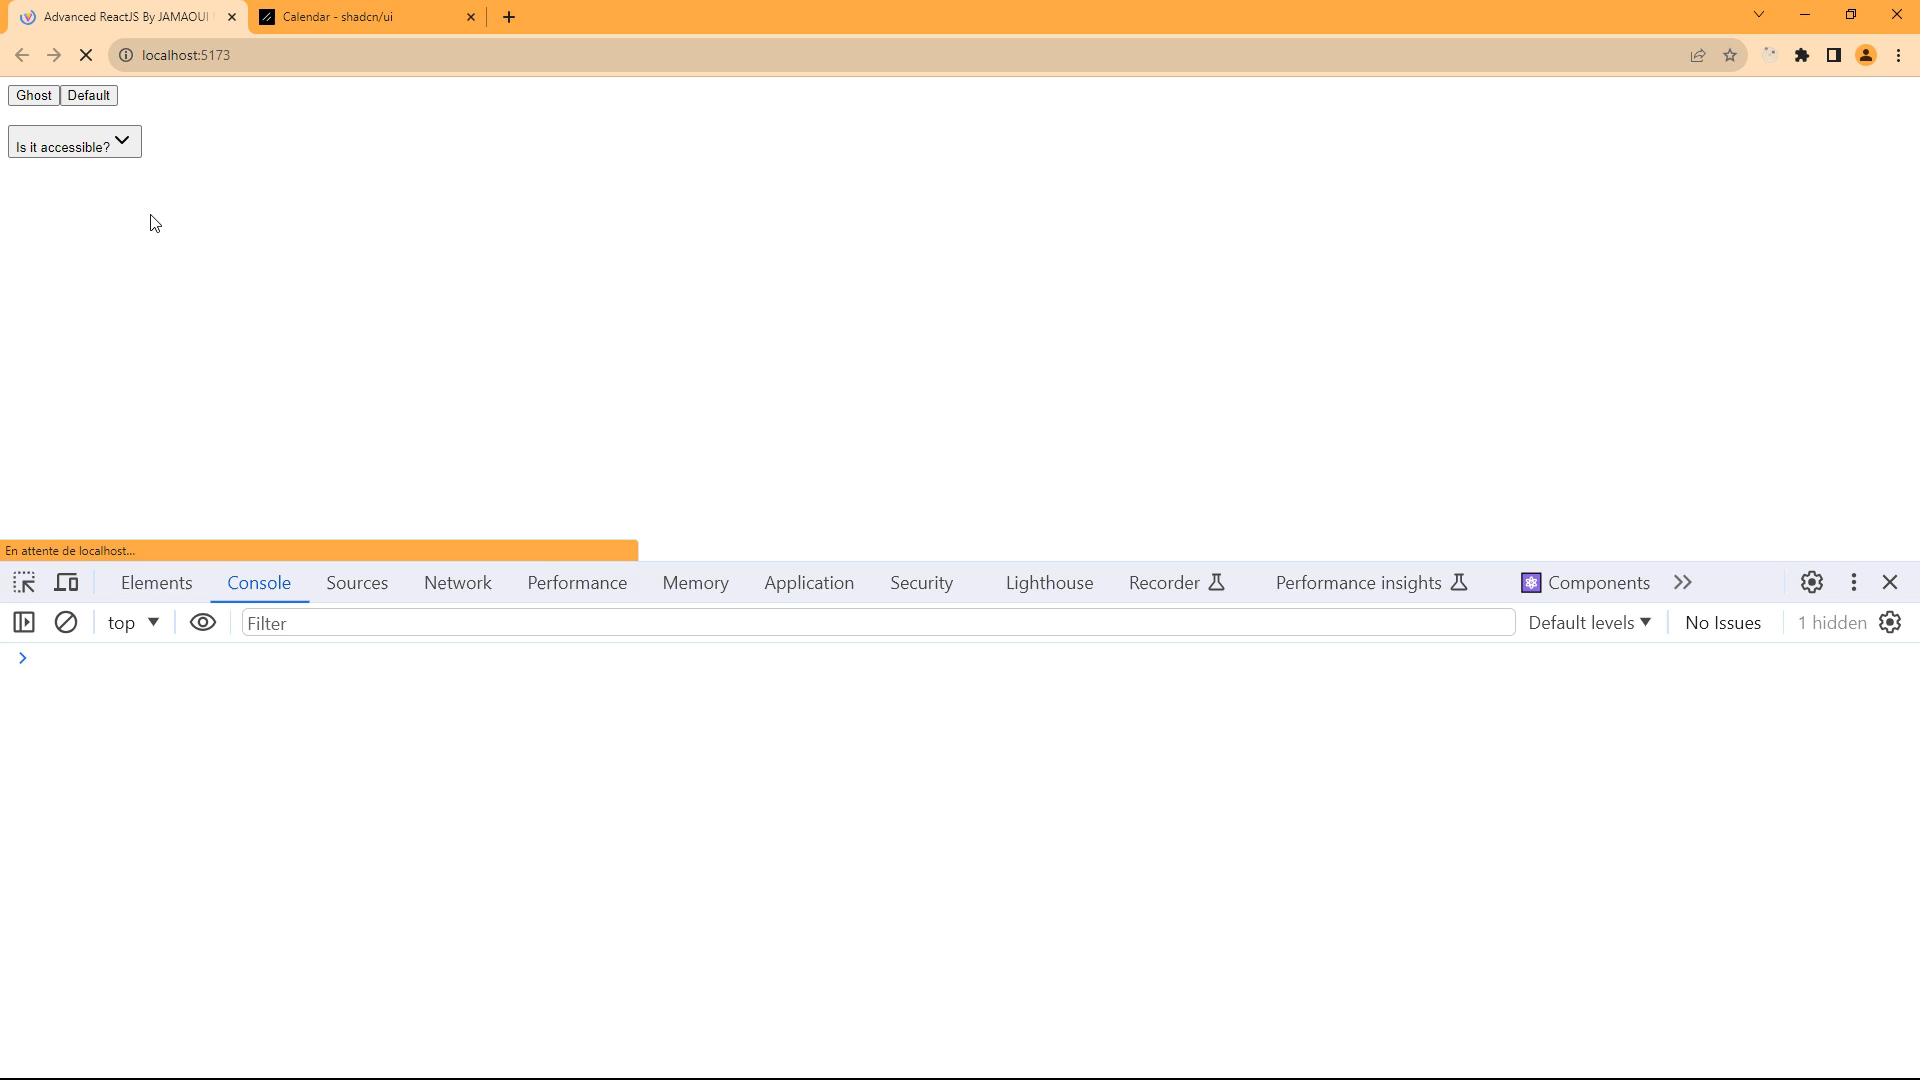 Advanced ReactJS By JAMAOUI
Calendar - shadcn/ui
localhost:5173
Ghost Default
Is it accessible?
En attente de localhost...
Elements Console Sources Network Performance Memory Application Security Lighthouse Recorder Performance insights Components
top Filter Default levels No Issues 1 hidden